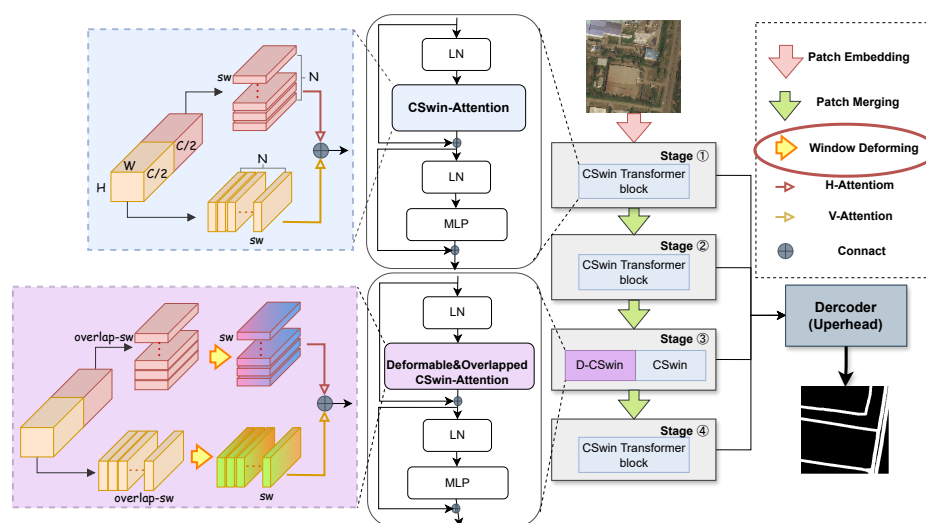 sw
N
W
C/2
C/2
H
N
sw
LN
CSwin-Attention
LN
MLP
Stage ①
CSwin Transformer
block
Stage ②
CSwin Transformer
block
Stage ③
D-CSwin
CSwin
Stage ④
CSwin Transformer
block
Patch Embedding
Patch Merging
Window Deforming
H-Attentiom
V-Attention
Connact
overlap-sw
sw
overlap-sw
sw
LN
Deformable&Overlapped
CSwin-Attention
LN
MLP
Dercoder
(Uperhead)